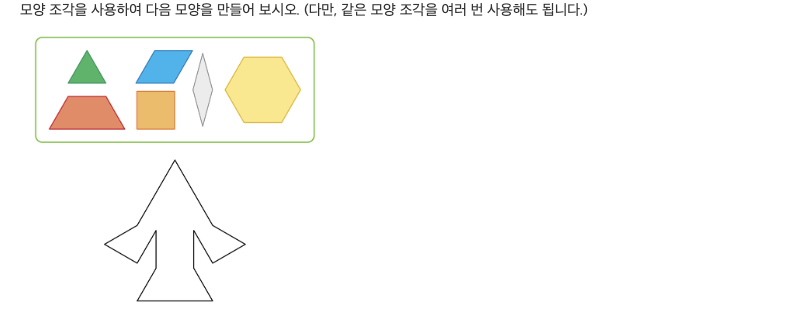 모양 조각을 사용하여 다음 모양을 만들어 보시오. (다만, 같은 모양 조각을 여러 번 사용해도 됩니다.)